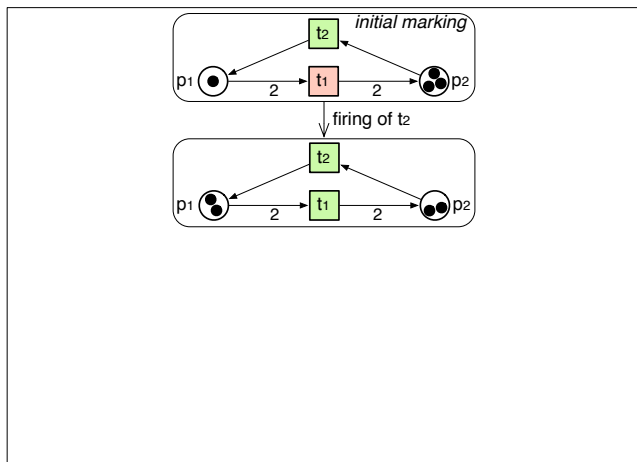 initial marking
t2
p1 2 t1 2 p2
firing of t2
t2
p1 2 t1 2 p2